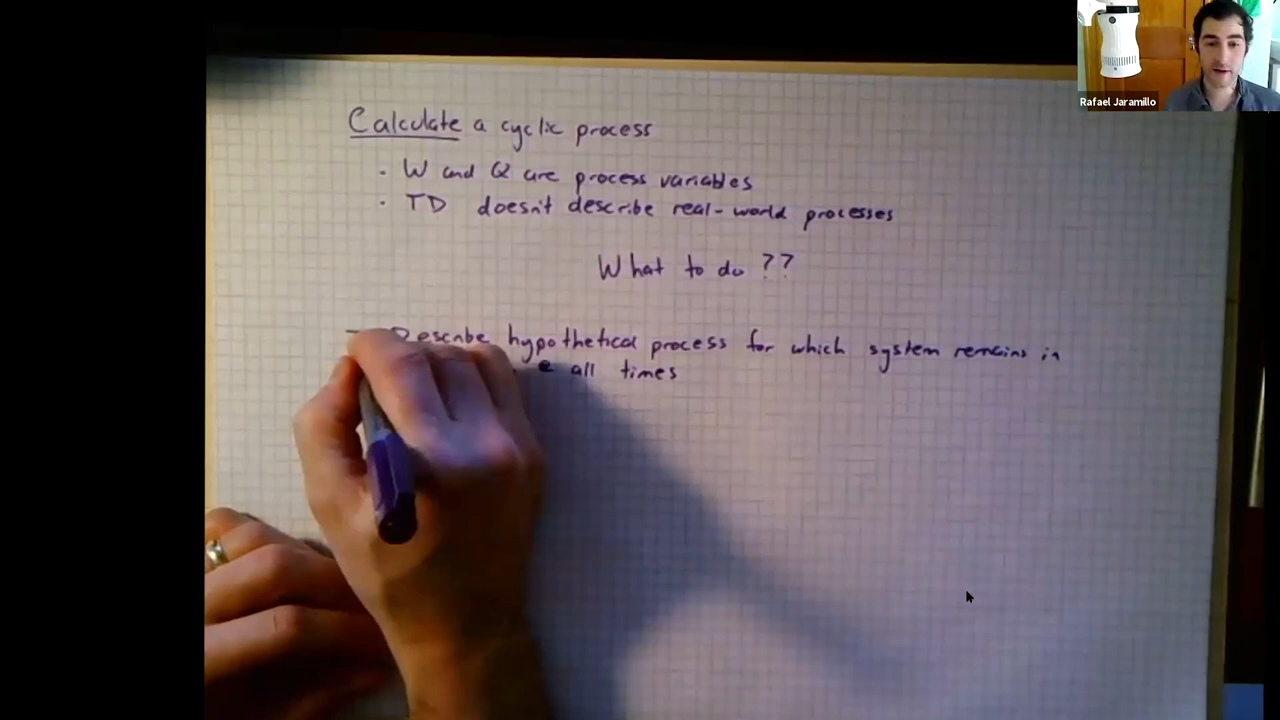 Rafael Jaramillo
Calculate a cyclic process
· W and Q are process variables
· TD doesn't describe real-world processes
What to do ??
Describe hypothetical process for which system remains in
@ all times